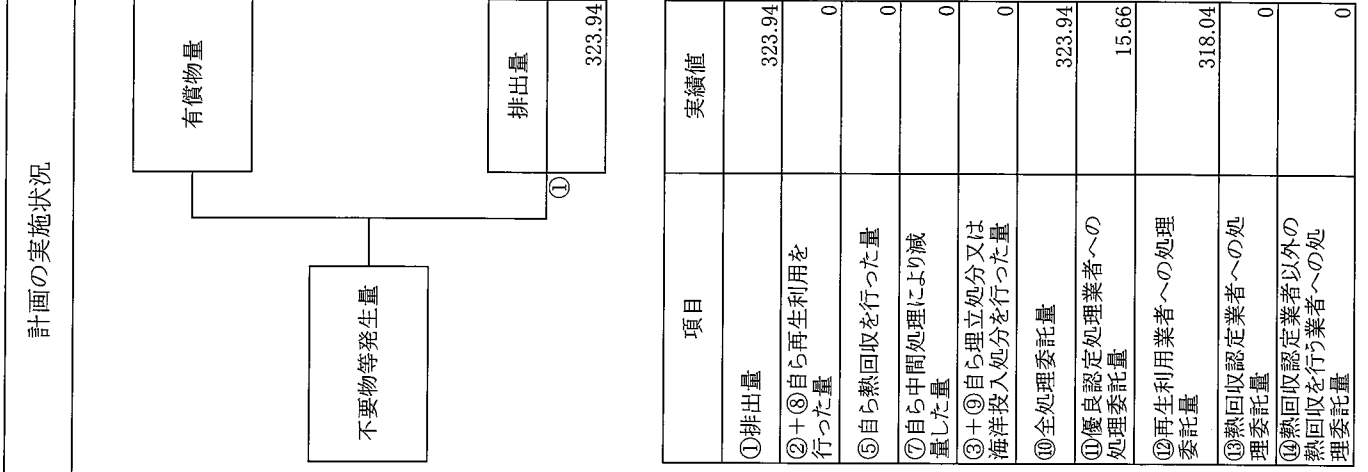 計画の実施状況
有償物量
不要物等発生量
排出量
①
323.94
項目
実績値
①排出量
323.94
②+⑧自ら再生利用を
行った量
0
⑤自ら熱回収を行った量
0
⑦自ら中間処理により減
量した量
0
③+⑨自ら埋立処分又は
海洋投入処分を行った量
0
⑩全処理委託量
323.94
⑪優良認定処理業者への
処理委託量
15.66
⑫再生利用業者への処理
委託量
318.04
⑬熱回収認定業者への処
理委託量
0
⑭熱回収認定業者以外の
熱回収を行う業者への処
理委託量
0